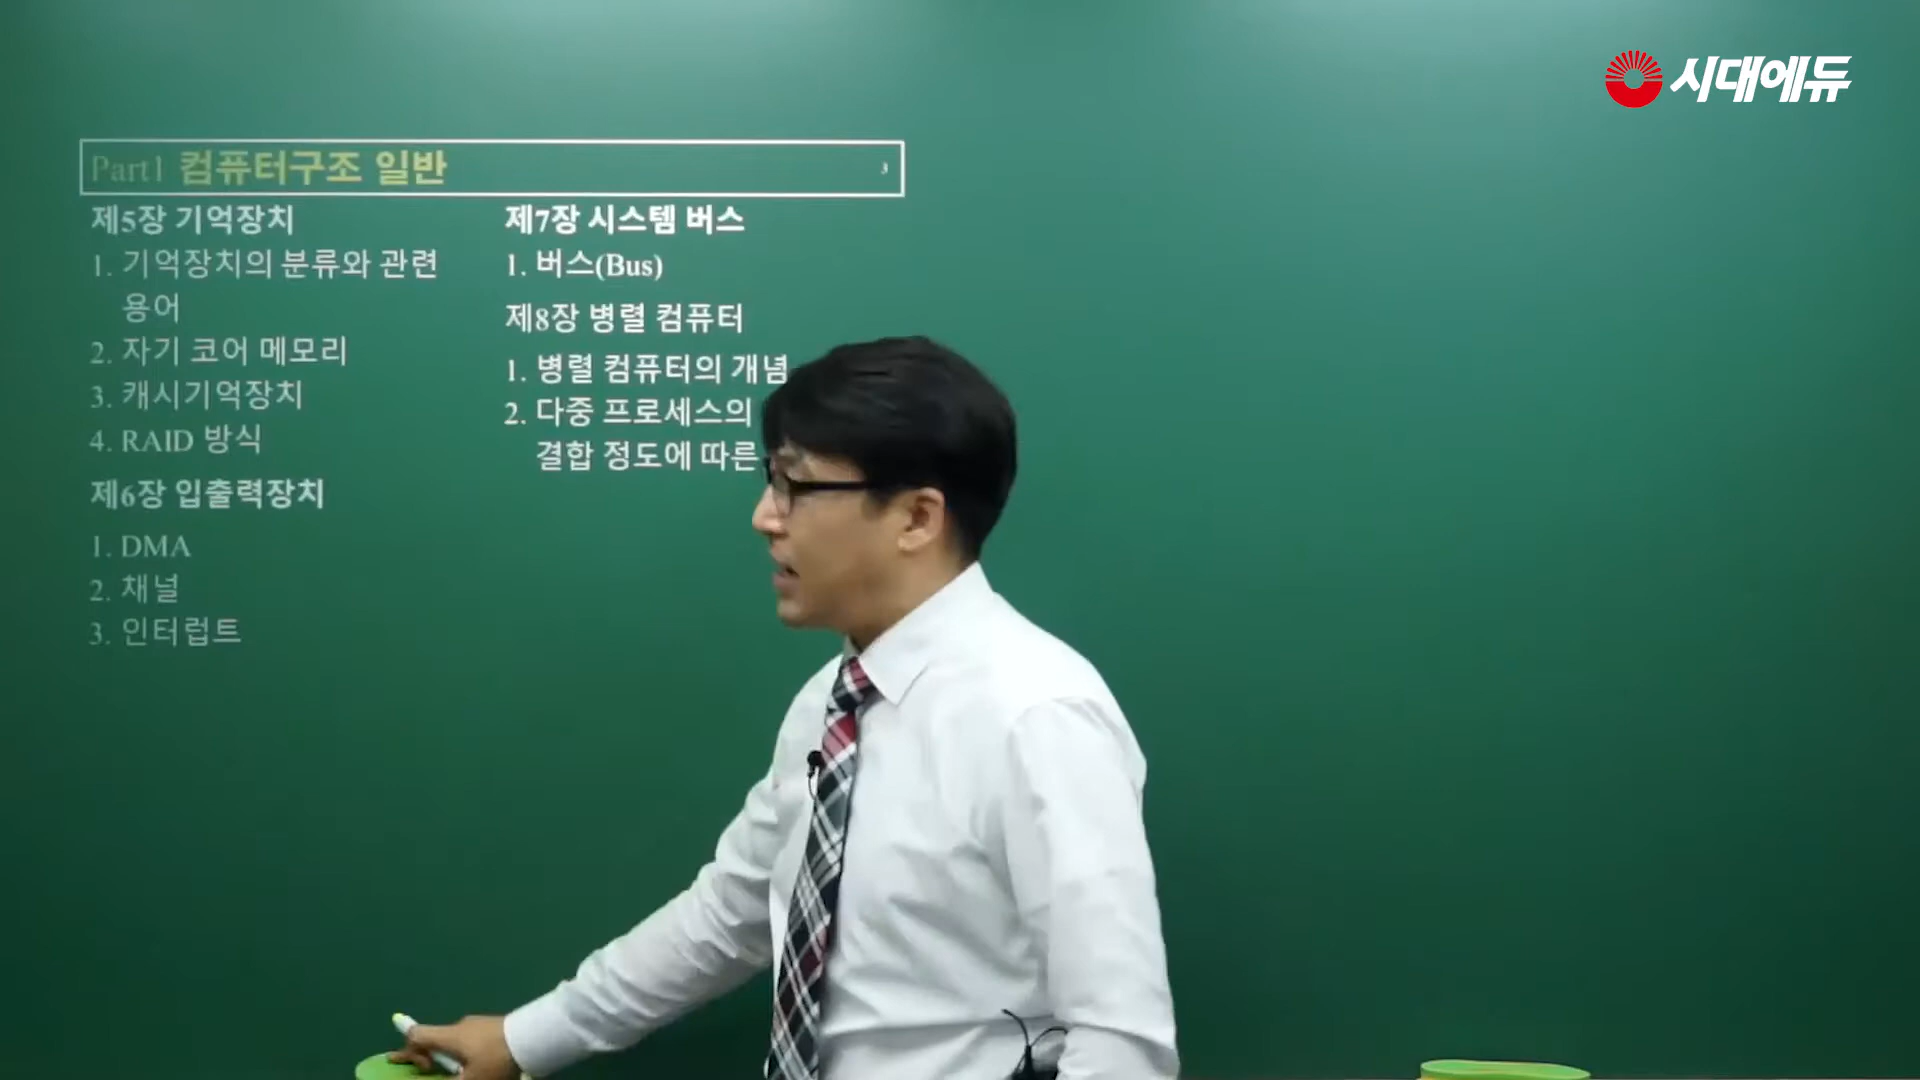 시대에듀
Part1 컴퓨터구조 일반
3
제5장 기억장치
1. 기억장치의 분류와 관련
용어
2. 자기 코어 메모리
3. 캐시기억장치
4. RAID 방식
제6장 입출력장치
1. DMA
2. 채널
3. 인터럽트
제7장 시스템 버스
1. 버스(Bus)
제8장 병렬 컴퓨터
1. 병렬 컴퓨터의 개념
2. 다중 프로세스의
결합 정도에 따른